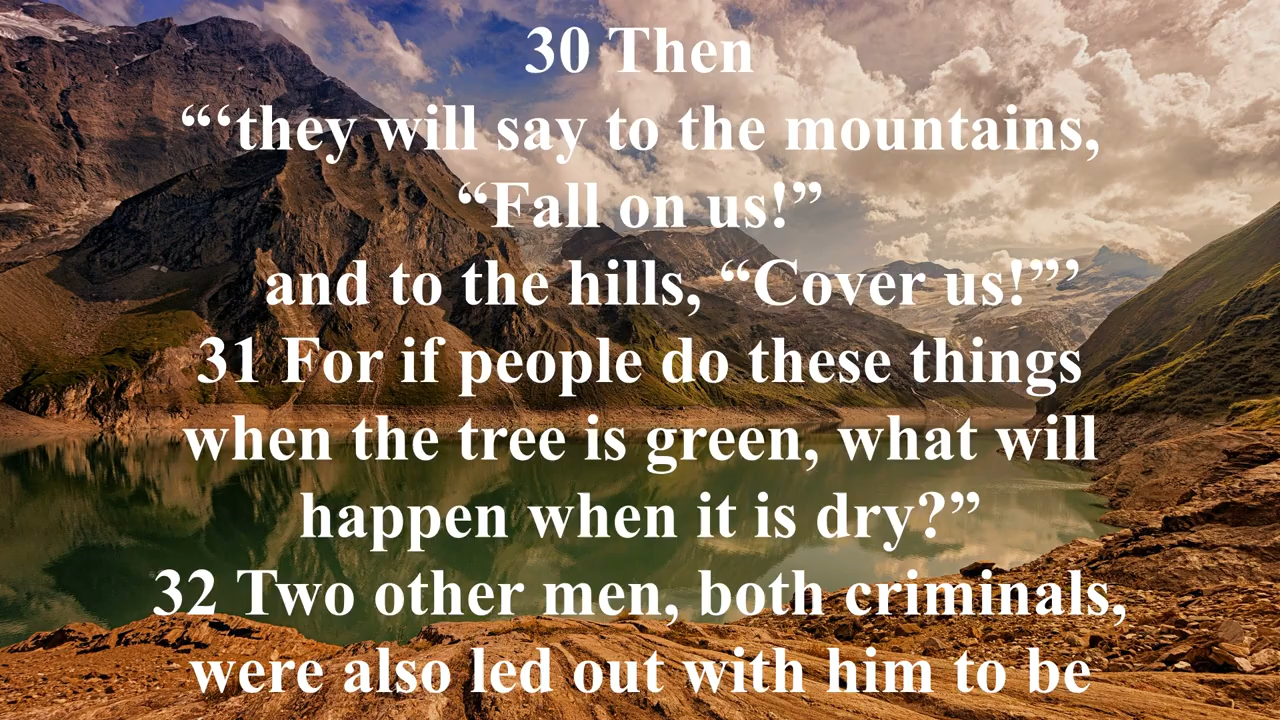 30 Then
“‘they will say to the mountains,
“Fall on us!”
and to the hills, “Cover us!”’
31 For if people do these things
when the tree is green, what will
happen when it is dry?”
32 Two other men, both criminals,
were also led out with him to be